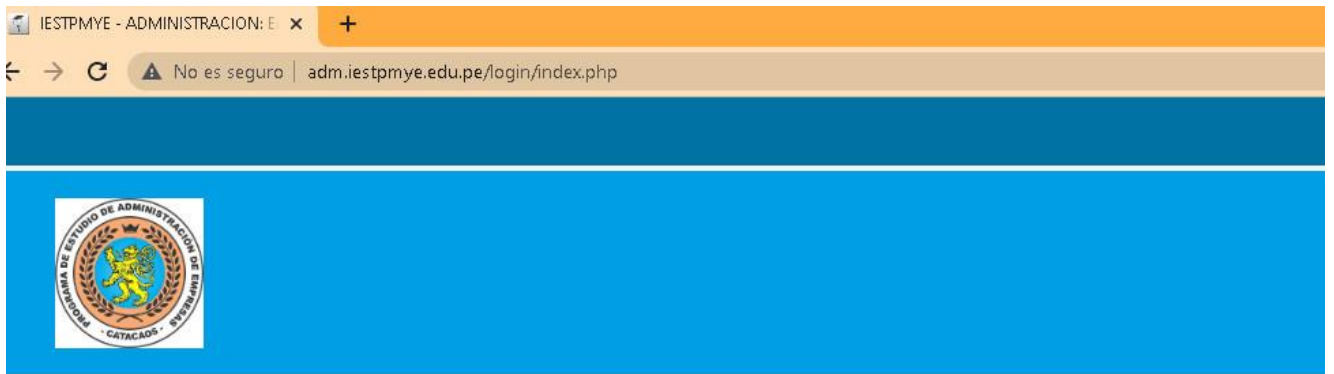 IESTPMYE - ADMINISTRACION: E
No es seguro | adm.iestpmye.edu.pe/login/index.php
PROGRAMA DE ESTUDIO DE ADMINISTRACIÓN DE EMPRESAS
- CATACAOS -